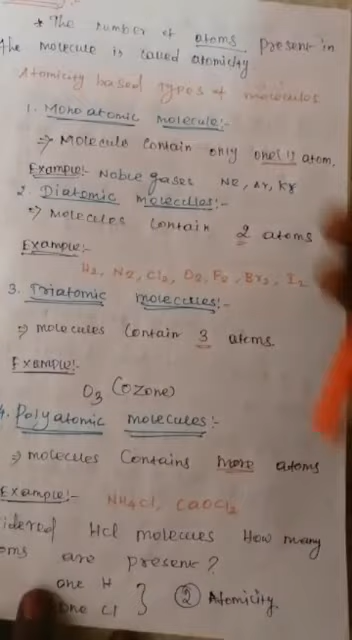 * The number of atoms present in
the molecule is called atomicity
Atomicity based Types of molecules
1. Mono atomic molecule:-
⇒ Molecule contain only one(1) atom.
Example:- Noble gases Ne, Ar, Kr
2. Diatomic molecules:-
⇒ Molecules contain 2 atoms
Example:-
H2, N2, Cl2, O2, F2, Br2, I2
3. Triatomic molecules:-
⇒ molecules contain 3 atoms.
Example:-
O3 (ozone)
4. Polyatomic molecules:-
⇒ molecules contains more atoms
Example:- NH4Cl, CaOCl2
idered Hcl molecules How many
oms are present?
one H
one Cl } ② Atomicity.